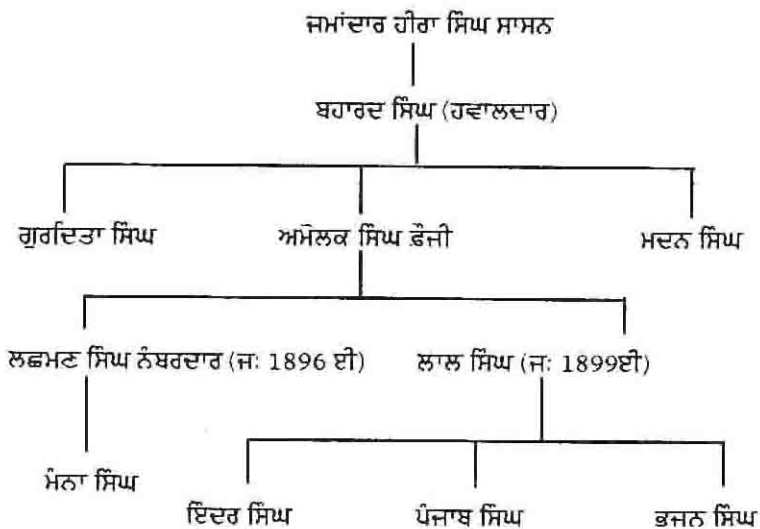 ਜਮਾਂਦਾਰ ਹੀਰਾ ਸਿੰਘ ਸਾਸਨ
ਬਹਾਰਦ ਸਿੰਘ (ਹਵਾਲਦਾਰ)
ਗੁਰਦਿਤਾ ਸਿੰਘ ਅਮੋਲਕ ਸਿੰਘ ਫ਼ੌਜੀ ਮਦਨ ਸਿੰਘ
ਲਛਮਣ ਸਿੰਘ ਨੰਬਰਦਾਰ (ਜ: 1896 ਈ) ਲਾਲ ਸਿੰਘ (ਜ: 1899ਈ)
ਮੰਨਾ ਸਿੰਘ
ਇੰਦਰ ਸਿੰਘ ਪੰਜਾਬ ਸਿੰਘ ਭਜਨ ਸਿੰਘ